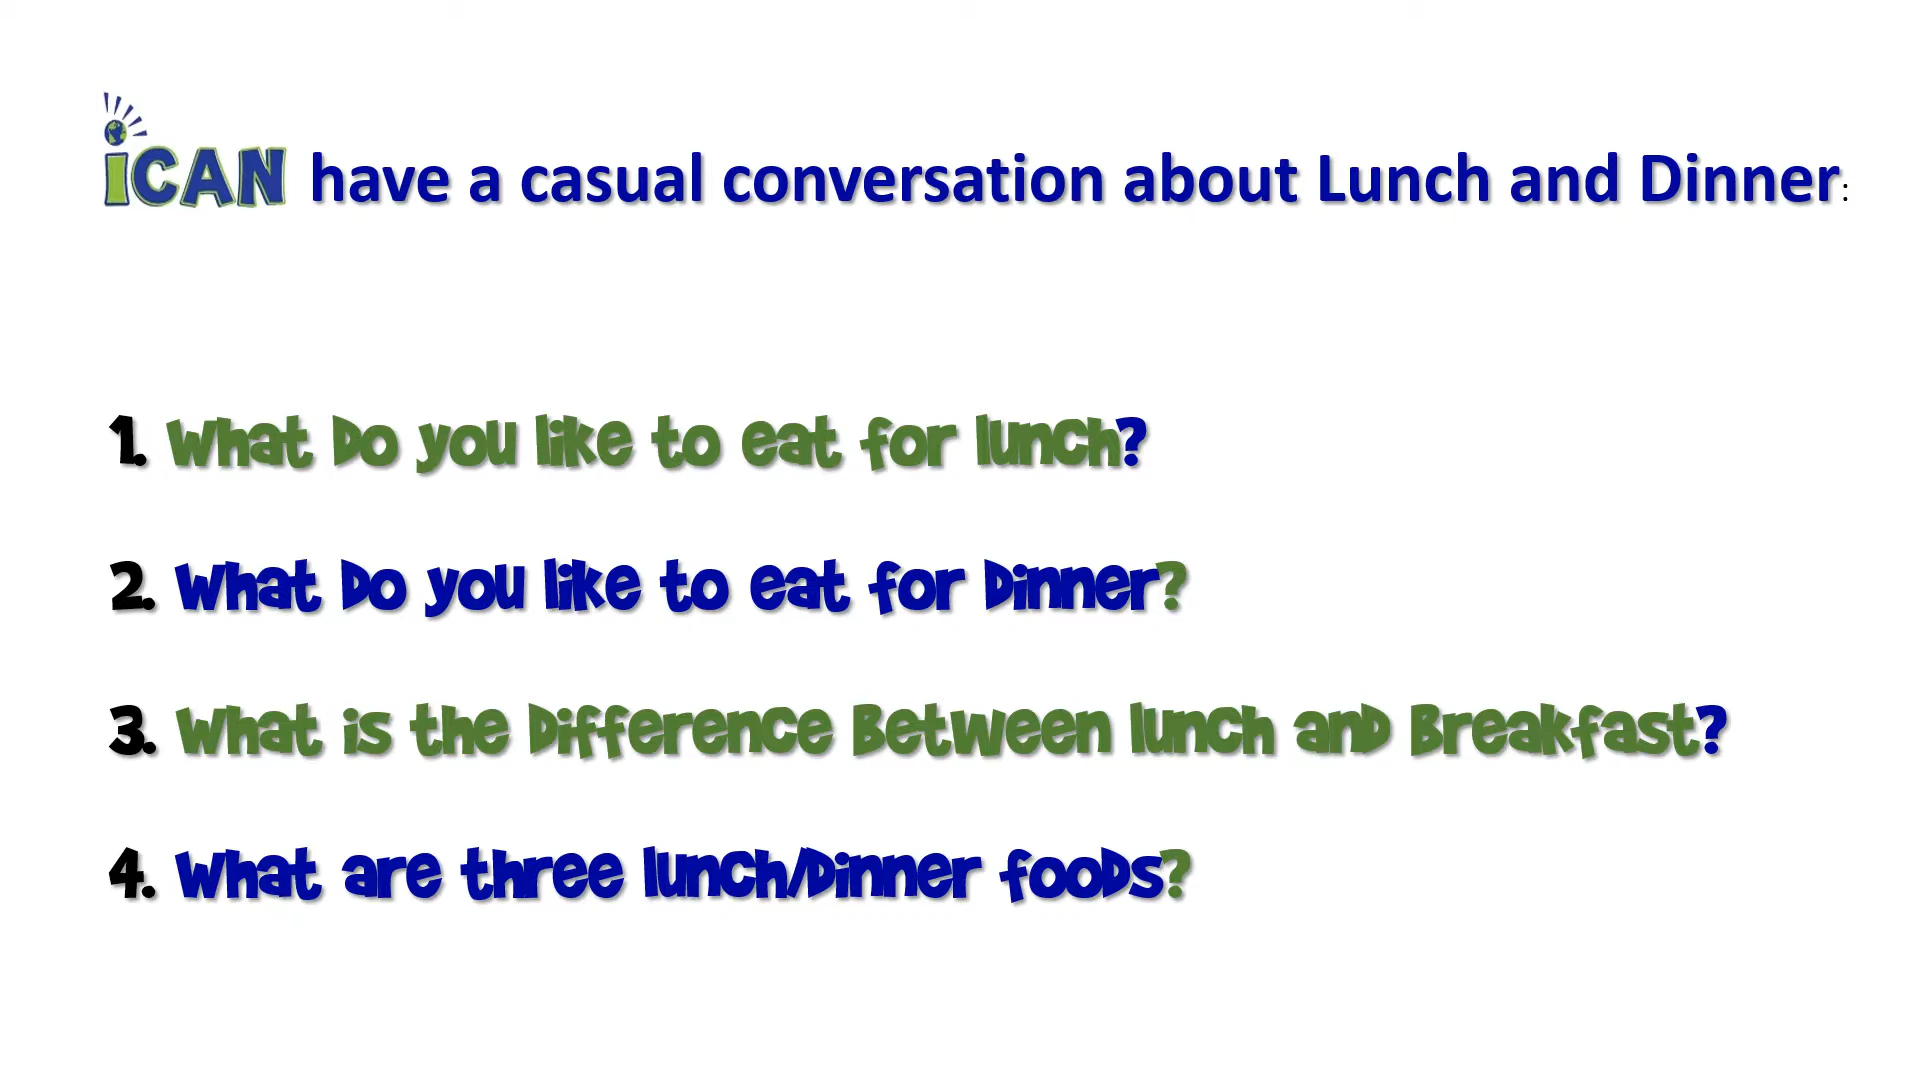 iCAN have a casual conversation about Lunch and Dinner:
1. What Do you like to eat for lunch?
2. What Do you like to eat for Dinner?
3. What is the Difference Between lunch and Breakfast?
4. What are three lunch/Dinner fooDs?